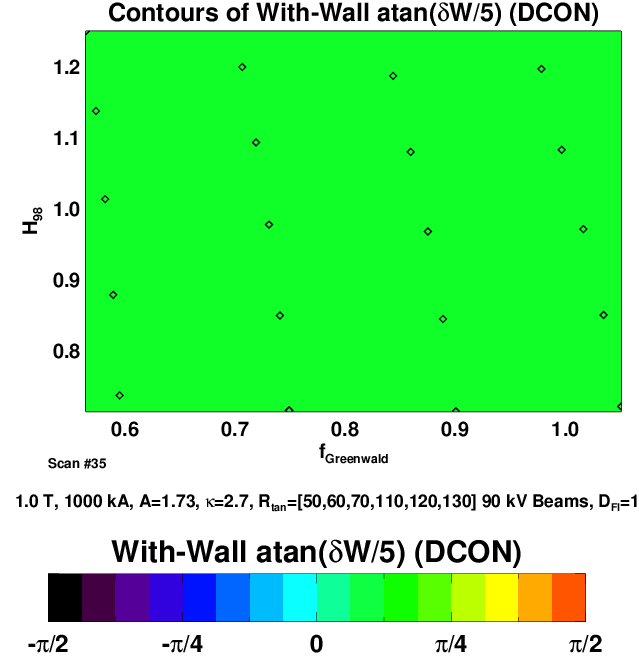 Contours of With-Wall atan(δW/5) (DCON)
H98
1.2
1.1
1.0
0.9
0.8
0.6 0.7 0.8 0.9 1.0
fGreenwald
Scan #35
1.0 T, 1000 kA, A=1.73, κ=2.7, Rtan=[50,60,70,110,120,130] 90 kV Beams, DFI=1
With-Wall atan(δW/5) (DCON)
-π/2 -π/4 0 π/4 π/2